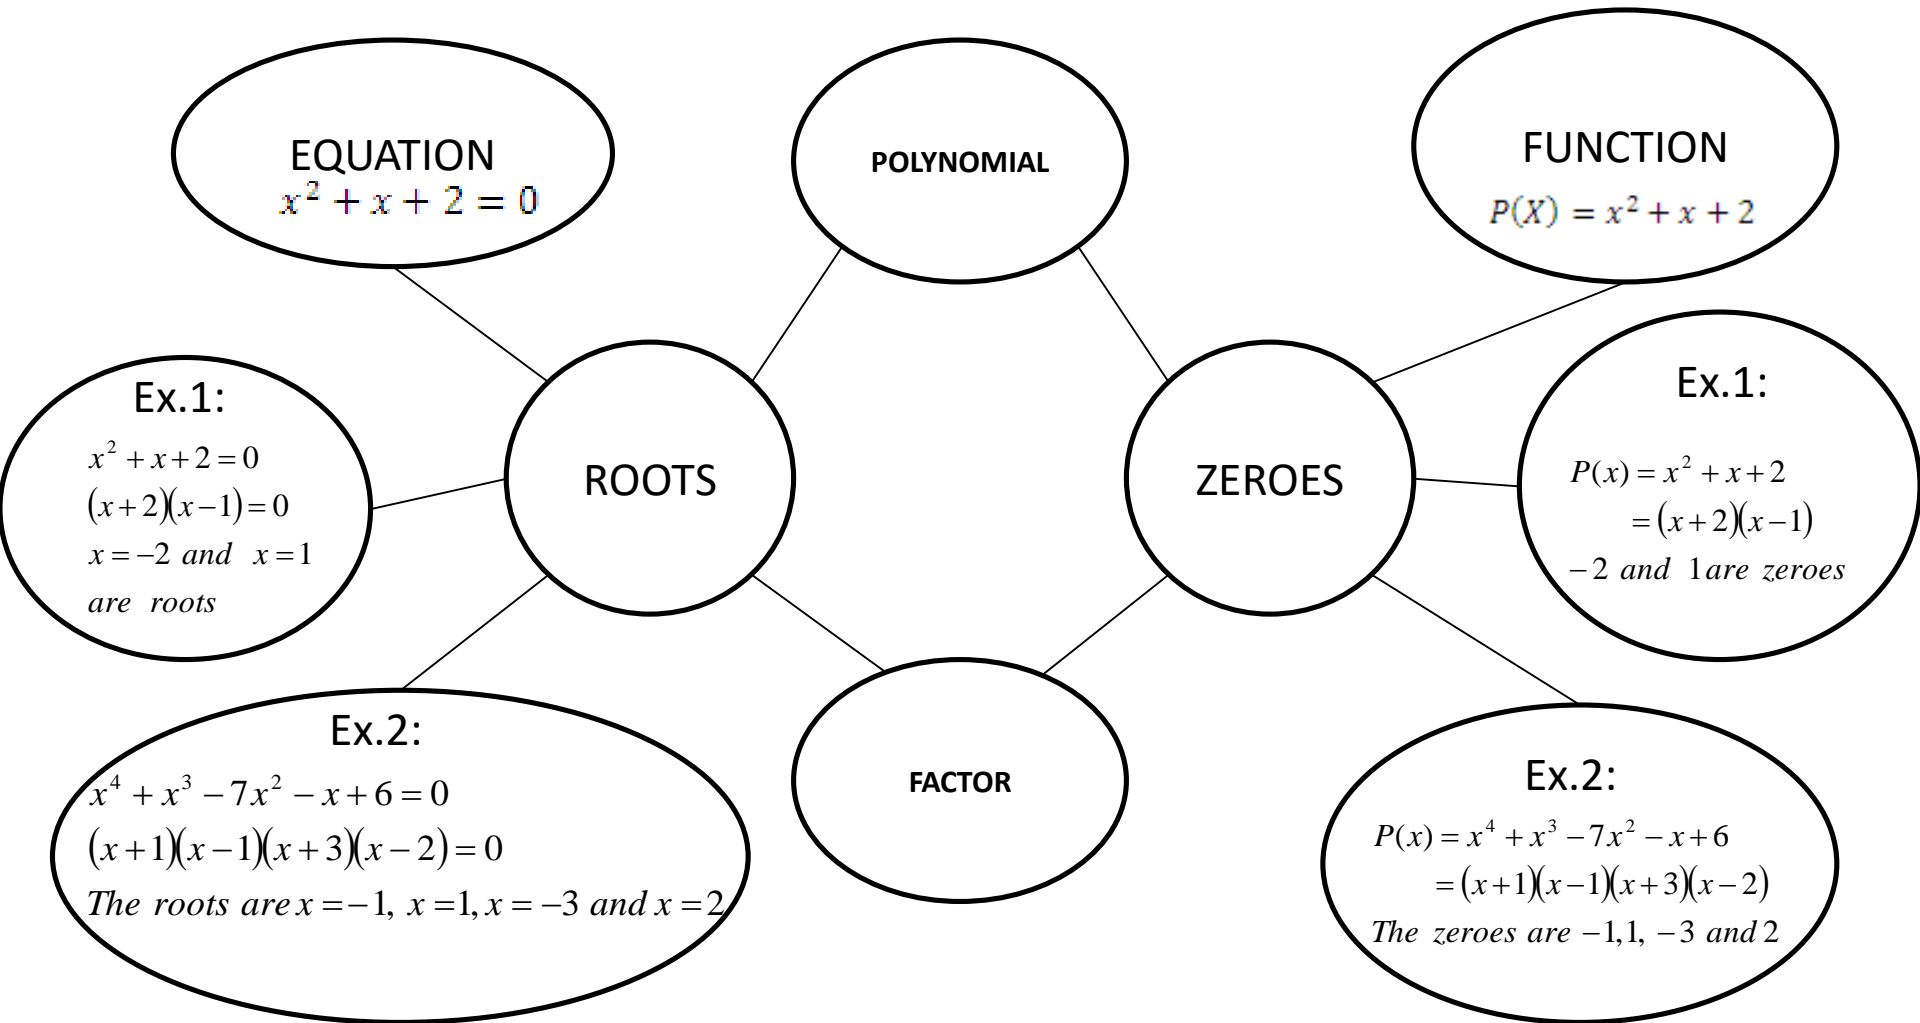 EQUATION
x² + x + 2 = 0
POLYNOMIAL
FUNCTION
P(X) = x² + x + 2
Ex.1:
x² + x + 2 = 0
(x + 2)(x − 1) = 0
x = −2 and x = 1
are roots
ROOTS
ZEROES
Ex.1:
P(x) = x² + x + 2
= (x + 2)(x − 1)
− 2 and 1 are zeroes
Ex.2:
x⁴ + x³ − 7x² − x + 6 = 0
(x + 1)(x − 1)(x + 3)(x − 2) = 0
The roots are x = −1, x = 1, x = −3 and x = 2
FACTOR
Ex.2:
P(x) = x⁴ + x³ − 7x² − x + 6
= (x + 1)(x − 1)(x + 3)(x − 2)
The zeroes are −1, 1, −3 and 2